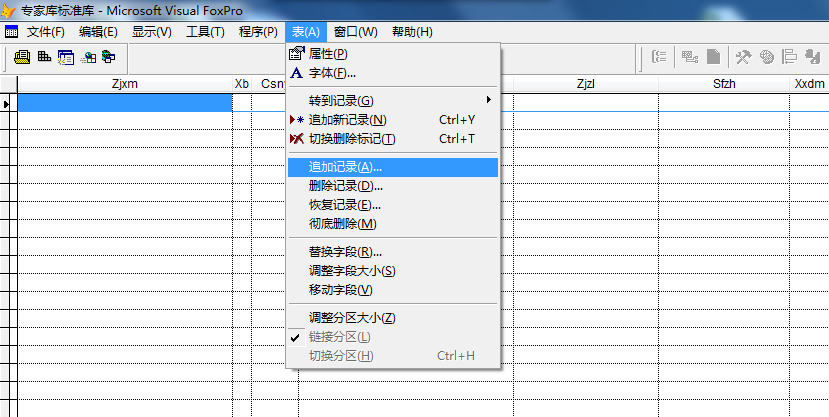 专家库标准库 - Microsoft Visual FoxPro
文件(F) 编辑(E) 显示(V) 工具(T) 程序(P) 表(A) 窗口(W) 帮助(H)
属性(P)
字体(F)...
Zjxm Xb Csn Zjzl Sfzh Xxdm
转到记录(G)
追加新记录(N) Ctrl+Y
切换删除标记(T) Ctrl+T
追加记录(A)...
删除记录(D)...
恢复记录(E)...
彻底删除(M)
替换字段(R)...
调整字段大小(S)
移动字段(V)
调整分区大小(Z)
链接分区(L)
切换分区(H) Ctrl+H